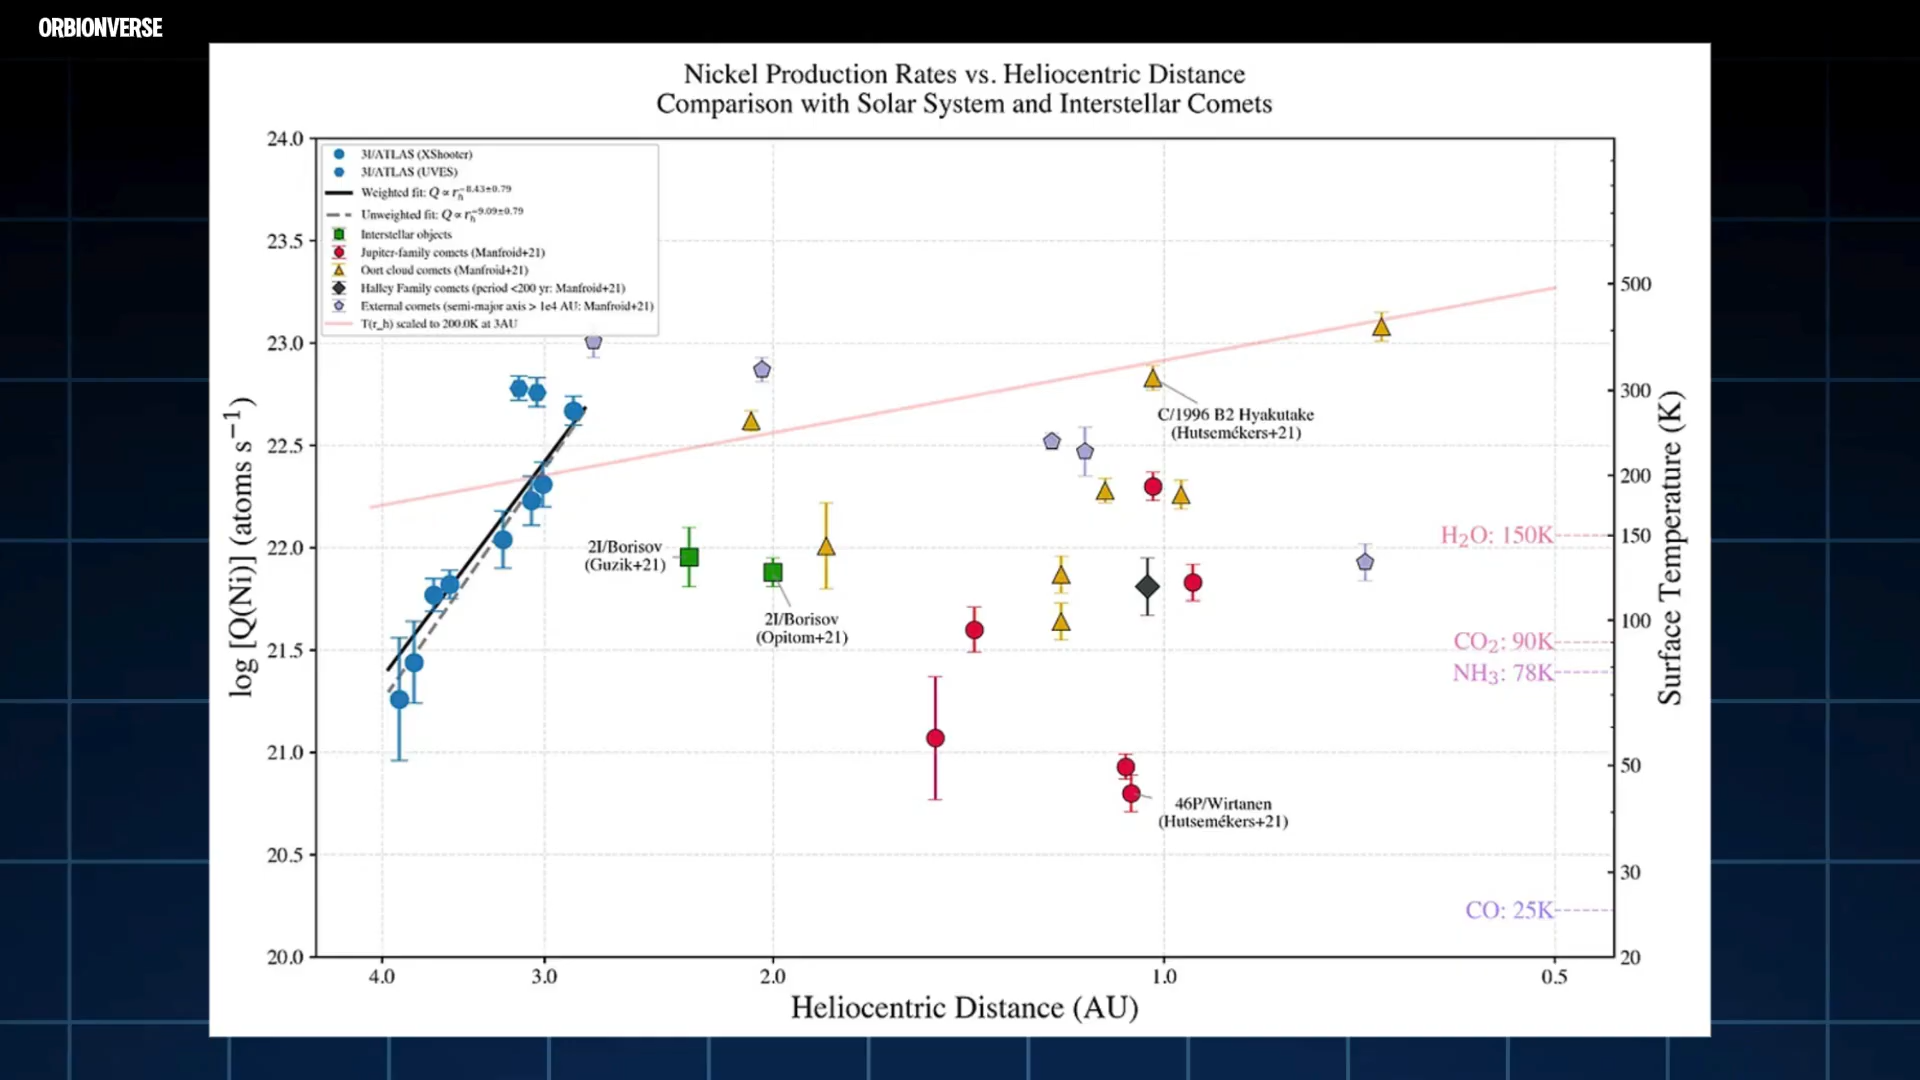 ORBIONVERSE
Nickel Production Rates vs. Heliocentric Distance
Comparison with Solar System and Interstellar Comets
24.0
23.5
23.0
22.5
22.0
21.5
21.0
20.5
20.0
log [Q(Ni)] (atoms s⁻¹)
3I/ATLAS (XShooter)
3I/ATLAS (UVES)
Weighted fit: Q ∝ rₕ^−8.43±0.79
Unweighted fit: Q ∝ rₕ^−9.09±0.79
Interstellar objects
Jupiter-family comets (Manfroid+21)
Oort cloud comets (Manfroid+21)
Halley Family comets (period <200 yr: Manfroid+21)
External comets (semi-major axis > 1e4 AU: Manfroid+21)
T(r_h) scaled to 200.0K at 3AU
C/1996 B2 Hyakutake
(Hutsemékers+21)
2I/Borisov
(Guzik+21)
2I/Borisov
(Opitom+21)
46P/Wirtanen
(Hutsemékers+21)
H₂O: 150K
CO₂: 90K
NH₃: 78K
CO: 25K
500
300
200
150
100
50
30
20
Surface Temperature (K)
4.0
3.0
2.0
1.0
0.5
Heliocentric Distance (AU)